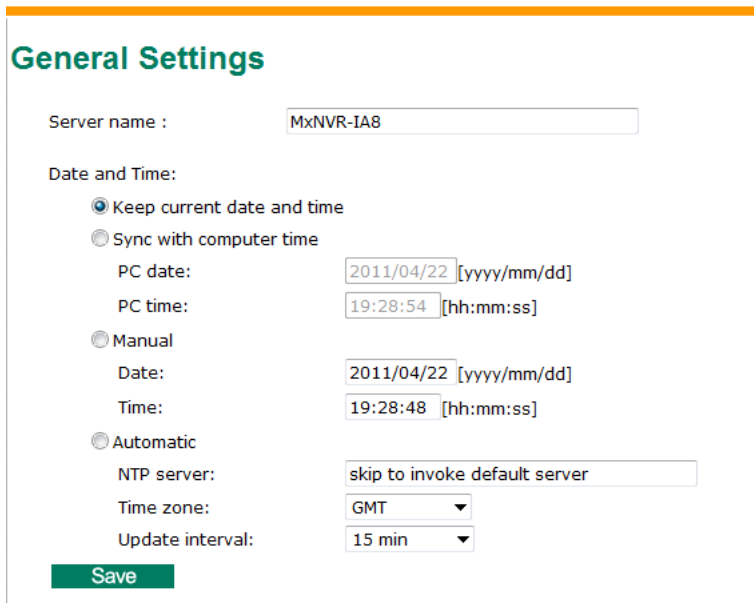 General Settings
Server name : MxNVR-IA8
Date and Time:
Keep current date and time
Sync with computer time
PC date: 2011/04/22 [yyyy/mm/dd]
PC time: 19:28:54 [hh:mm:ss]
Manual
Date: 2011/04/22 [yyyy/mm/dd]
Time: 19:28:48 [hh:mm:ss]
Automatic
NTP server: skip to invoke default server
Time zone: GMT
Update interval: 15 min
Save